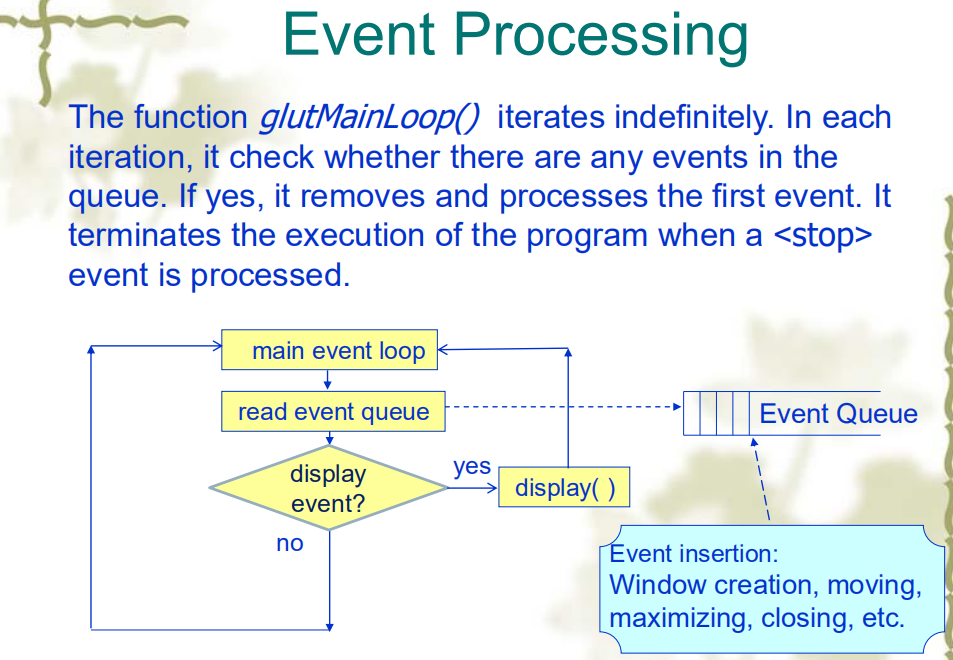 Event Processing
The function glutMainLoop() iterates indefinitely. In each
iteration, it check whether there are any events in the
queue. If yes, it removes and processes the first event. It
terminates the execution of the program when a <stop>
event is processed.
main event loop
read event queue
Event Queue
display
event?
yes
display( )
no
Event insertion:
Window creation, moving,
maximizing, closing, etc.